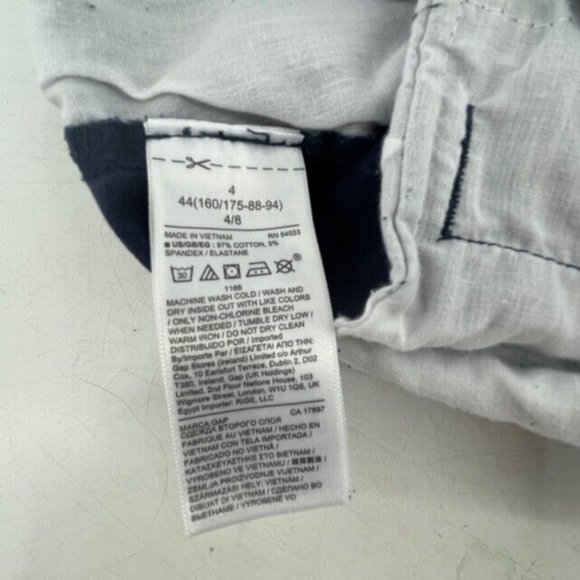 4
44(160/175-88-94)
4/8
MADE IN VIETNAM RN 54023
US/GB/EG : 97% COTTON, 3%
SPANDEX / ELASTANE
30
®
1166
MACHINE WASH COLD / WASH AND
DRY INSIDE OUT WITH LIKE COLORS
/ ONLY NON-CHLORINE BLEACH
WHEN NEEDED / TUMBLE DRY LOW /
WARM IRON / DO NOT DRY CLEAN
DISTRIBUIDO POR / imported
By/Importe Par / ΕΙΣΑΓΕΤΑΙ ΑΠΟ:
Gap Stores (Ireland) Limited c/o Arthur
Cox, 10 Earlsfort Terrace, Dublin 2, D02
T380, Ireland, Gap (UK Holdings)
Limited, 2nd Floor Nations House, 103
Wigmore Street, London, W1U 1QS, UK
Egypt Importer: RIGE, LLC
CA 17897
MARCA: GAP
ОДЕЖДА ВТОРОГО СЛОЯ
FABRIQUE AU VIETNAM / HECHO EN
VIETNAM CON TELA IMPORTADA /
FABRICADO NO VIETNÃ /
ΚΑΤΑΣΚΕΥΑΣΤΗΚΕ ΣΤΟ ΒΙΕΤΝΑΜ /
VYROBENO VE VIETNAMU /
WYPRODUKOWANO W WIETNAMIE /
SZÁRMAZÁSI HELY: VIETNAM /
DIBUAT DI VIETNAM / СДЕЛАНО ВО
ВЬЕТНАМЕ / VYROBENÉ VO